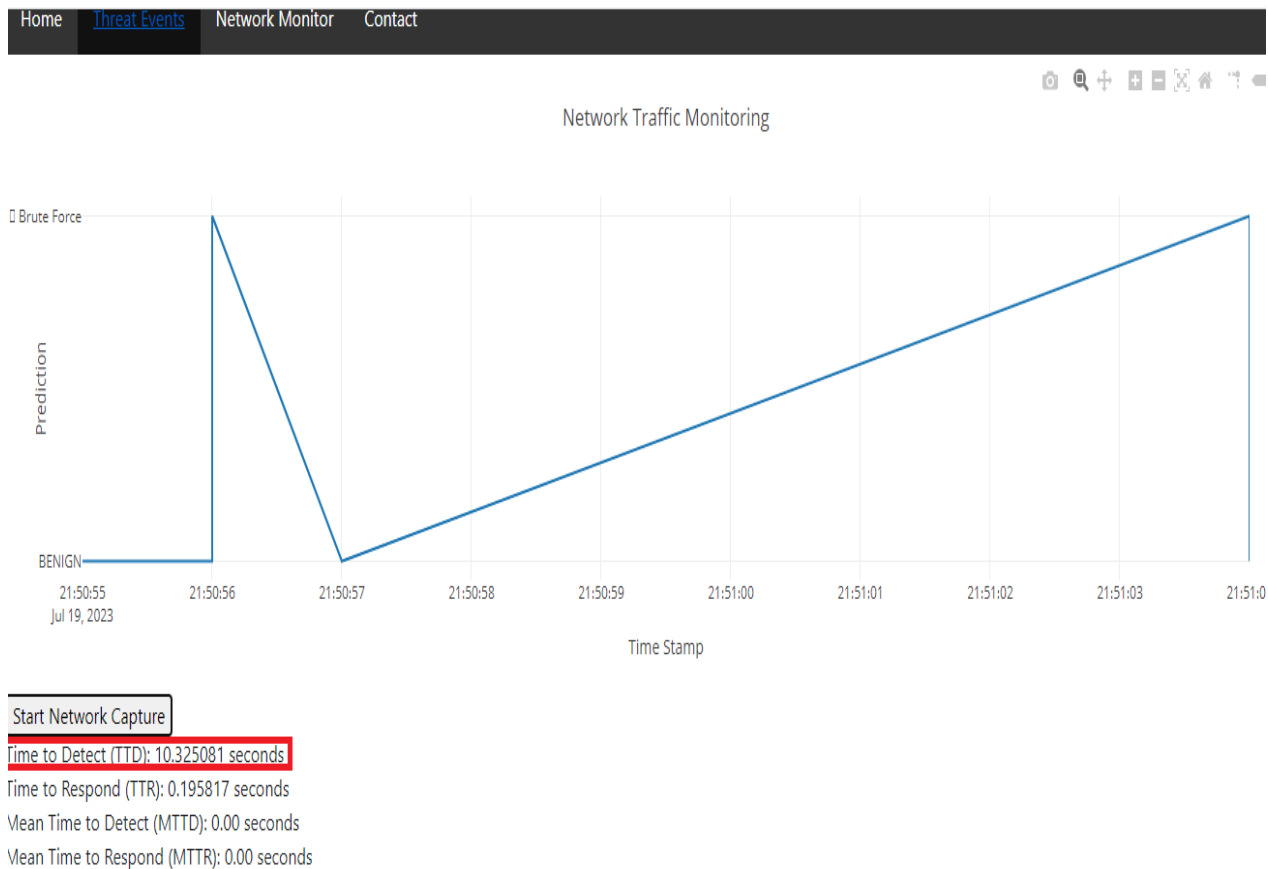 Home Threat Events Network Monitor Contact
Network Traffic Monitoring
Brute Force
Prediction
BENIGN
21:50:55 21:50:56 21:50:57 21:50:58 21:50:59 21:51:00 21:51:01 21:51:02 21:51:03 21:51:0
Jul 19, 2023
Time Stamp
Start Network Capture
Time to Detect (TTD): 10.325081 seconds
Time to Respond (TTR): 0.195817 seconds
Mean Time to Detect (MTTD): 0.00 seconds
Mean Time to Respond (MTTR): 0.00 seconds